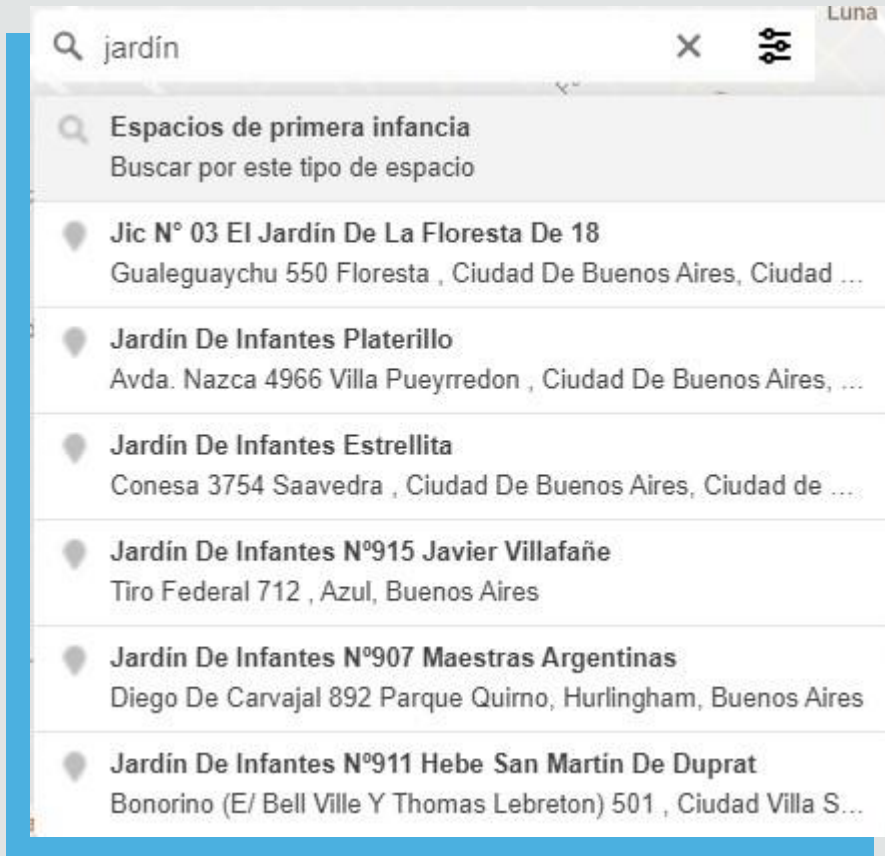 Luna
jardín
Espacios de primera infancia
Buscar por este tipo de espacio
Jic N° 03 El Jardín De La Floresta De 18
Gualeguaychu 550 Floresta , Ciudad De Buenos Aires, Ciudad ...
Jardín De Infantes Platerillo
Avda. Nazca 4966 Villa Pueyrredon , Ciudad De Buenos Aires, ...
Jardín De Infantes Estrellita
Conesa 3754 Saavedra , Ciudad De Buenos Aires, Ciudad de ...
Jardín De Infantes Nº915 Javier Villafañe
Tiro Federal 712 , Azul, Buenos Aires
Jardín De Infantes Nº907 Maestras Argentinas
Diego De Carvajal 892 Parque Quirno, Hurlingham, Buenos Aires
Jardín De Infantes Nº911 Hebe San Martín De Duprat
Bonorino (E/ Bell Ville Y Thomas Lebreton) 501 , Ciudad Villa S...